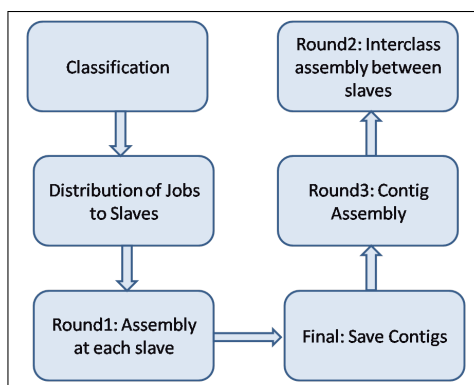 Classification
Distribution of Jobs
to Slaves
Round1: Assembly
at each slave
Final: Save Contigs
Round3: Contig
Assembly
Round2: Interclass
assembly between
slaves